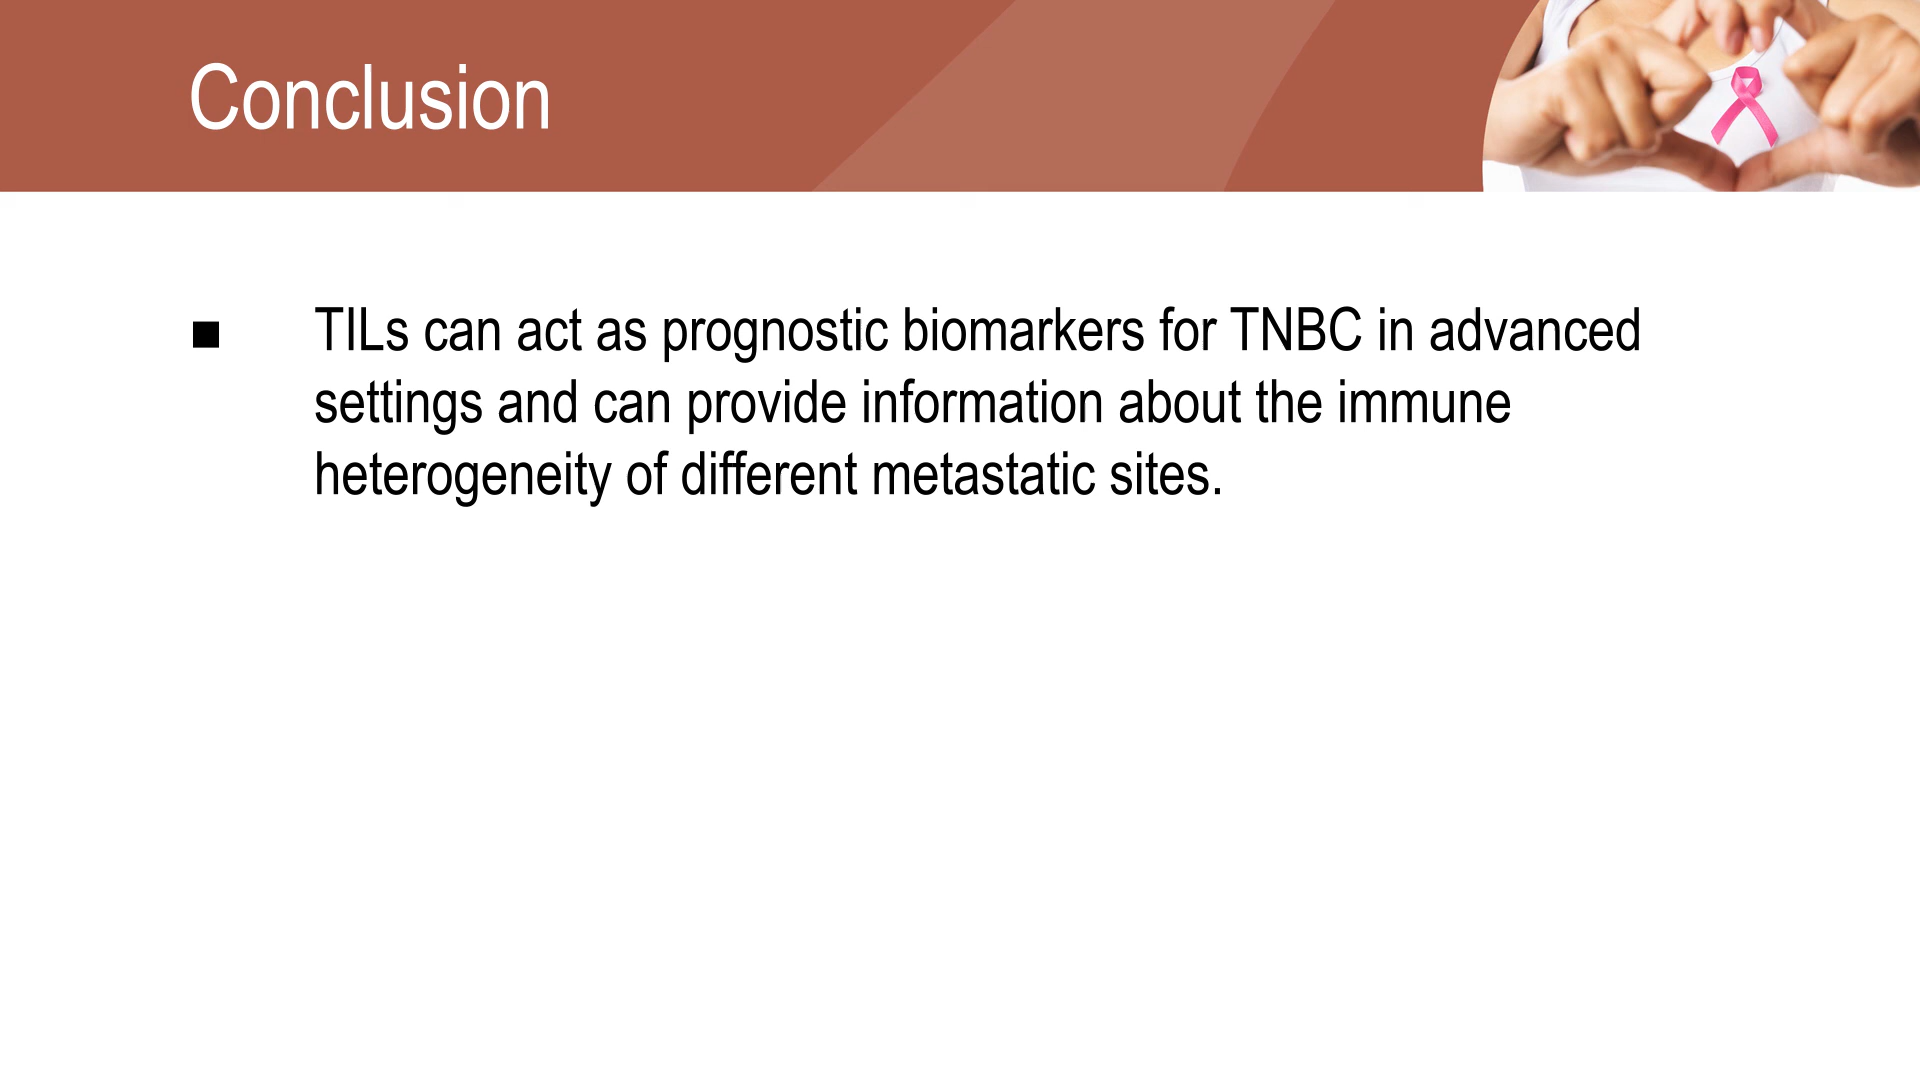 Conclusion
■ TILs can act as prognostic biomarkers for TNBC in advanced
settings and can provide information about the immune
heterogeneity of different metastatic sites.